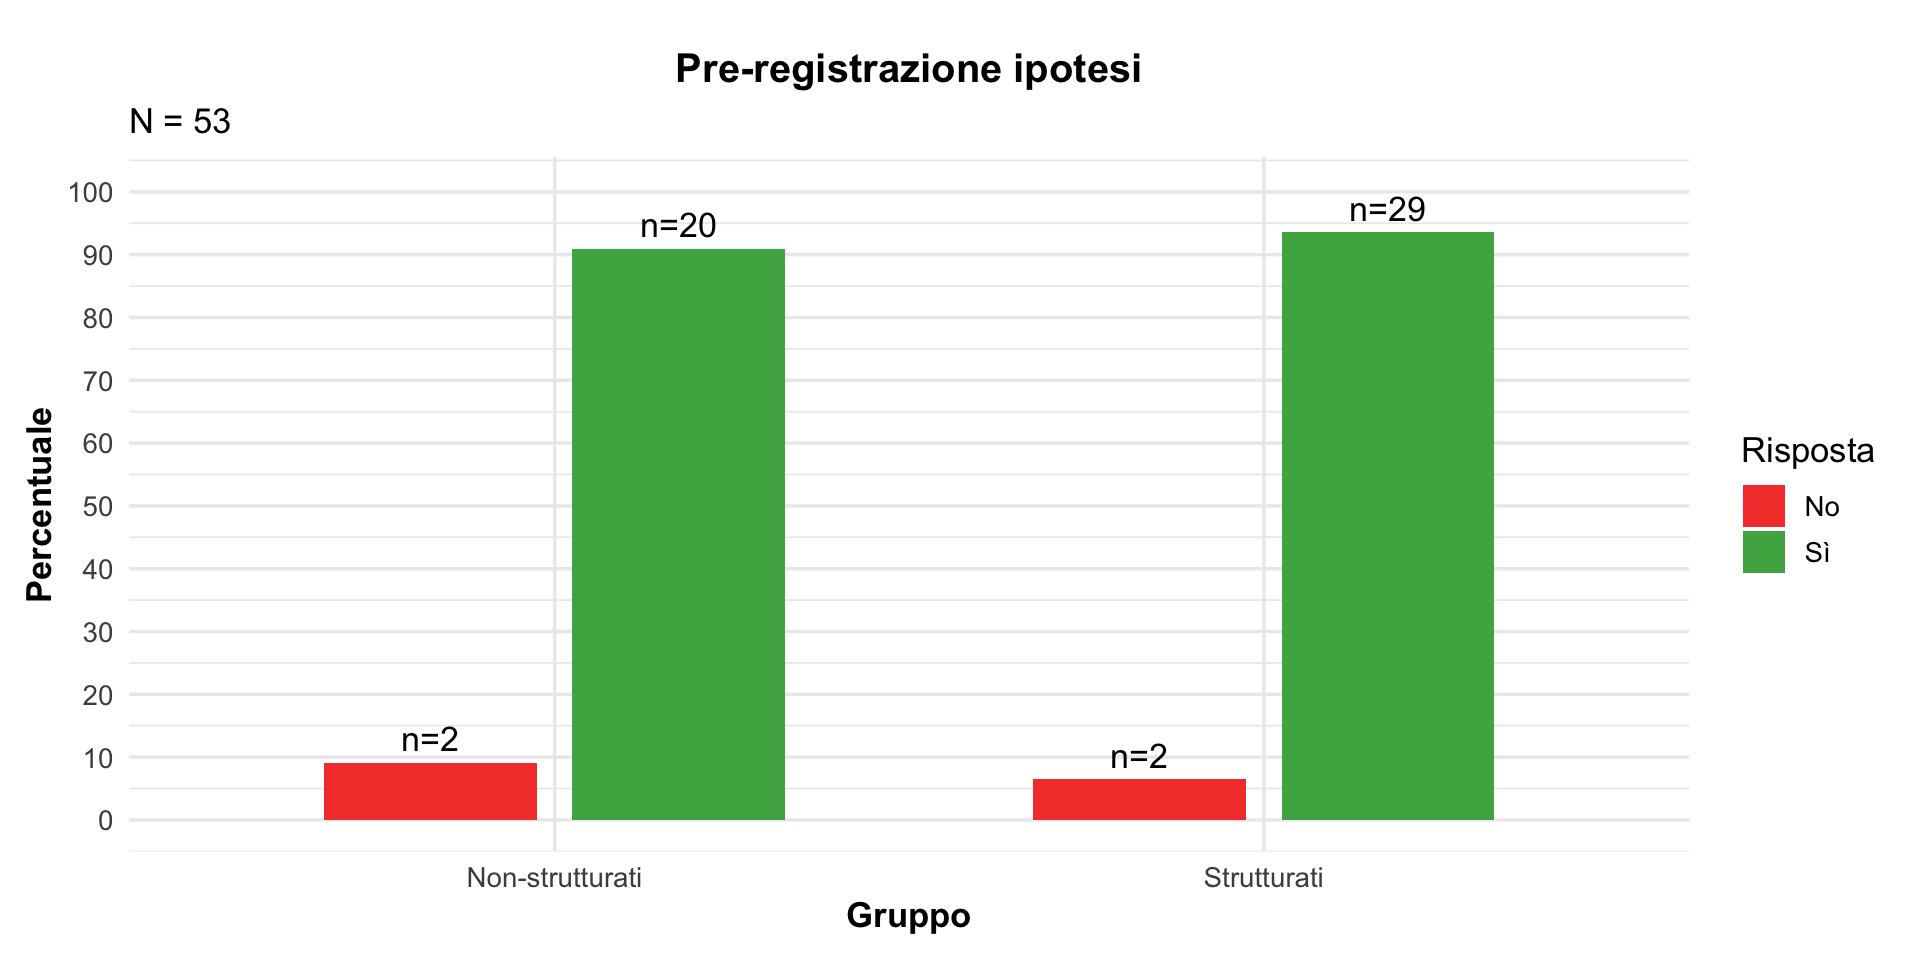 Pre-registrazione ipotesi
N = 53
100
90
80
70
60
50
40
30
20
10
0
Percentuale
n=2
n=20
n=2
n=29
Non-strutturati
Strutturati
Gruppo
Risposta
No
Sì